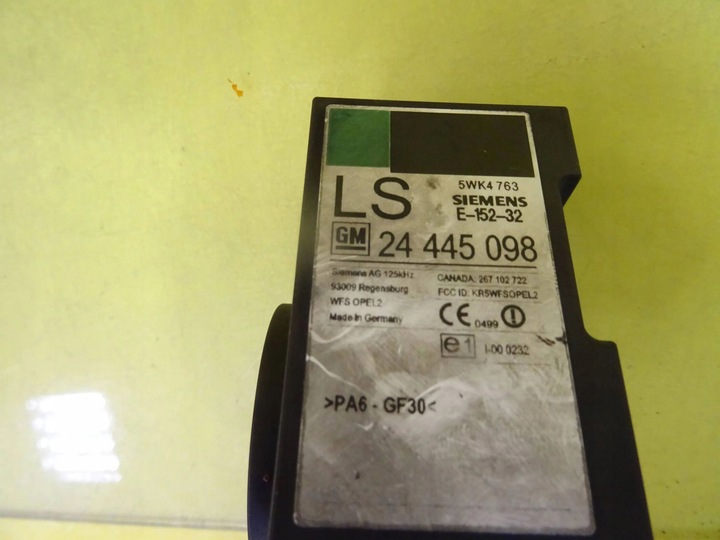 LS
5WK4 763
SIEMENS
E-152-32
GM 24 445 098
Siemens AG 125kHz
93009 Regensburg
WFS OPEL2
Made in Germany
CANADA: 267 102 722
FCC ID: KR5WFSOPEL2
CE 0499
e1 I-00 0232
>PA6 - GF30<